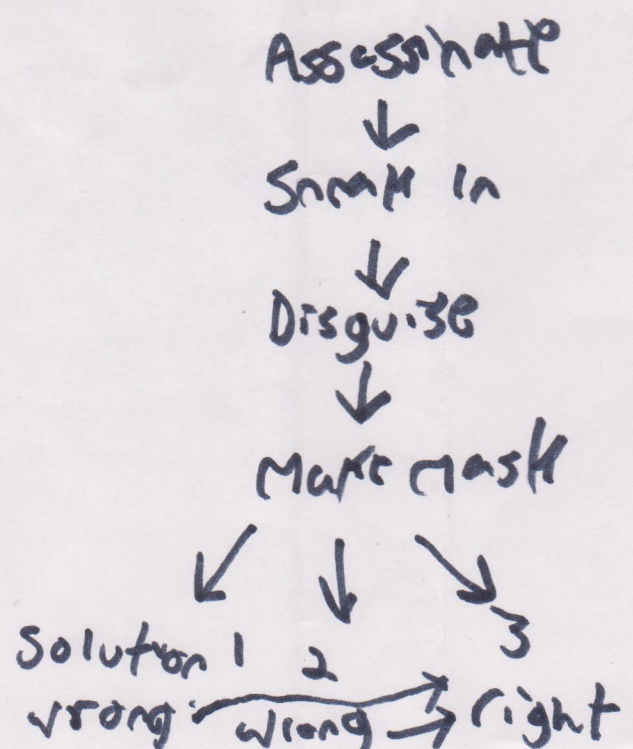 Assassinate
Sneak in
Disguise
Make mask
Solution 1 2 3
wrong wrong right